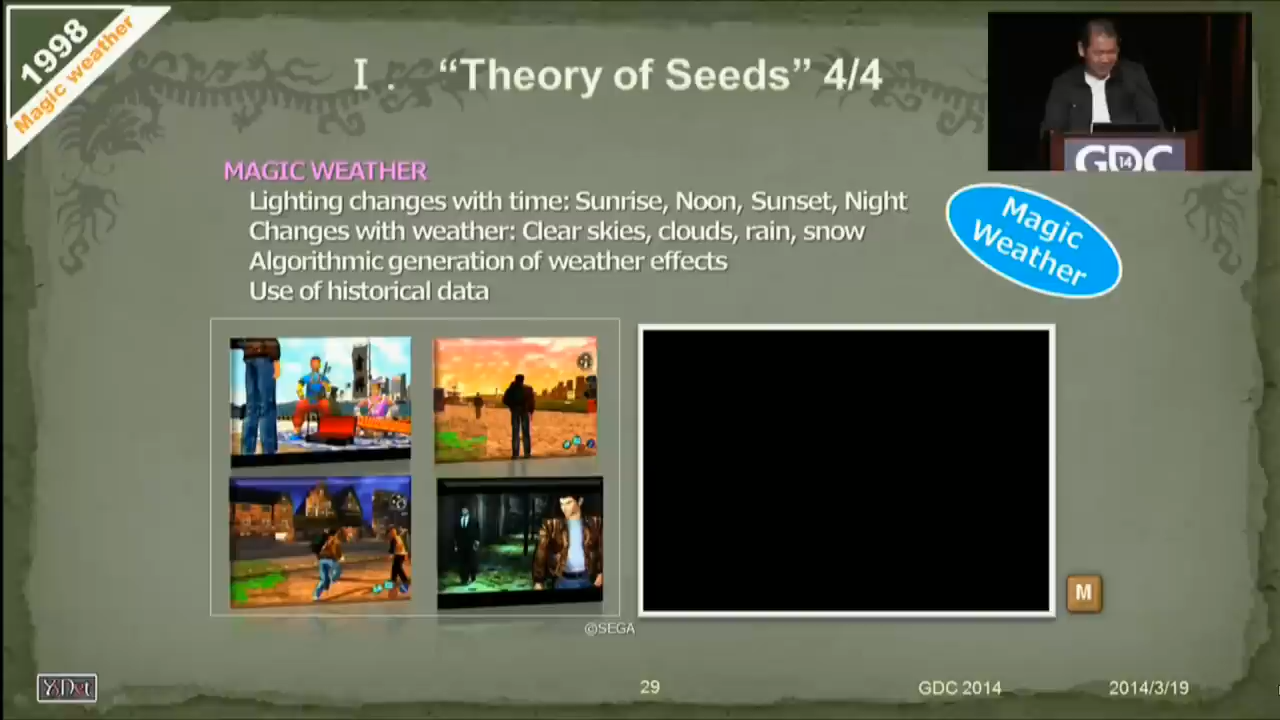 1998
Magic weather
I. “Theory of Seeds” 4/4
GDC
14
MAGIC WEATHER
Lighting changes with time: Sunrise, Noon, Sunset, Night
Changes with weather: Clear skies, clouds, rain, snow
Algorithmic generation of weather effects
Use of historical data
Magic
Weather
M
©SEGA
YSNet
29
GDC 2014
2014/3/19